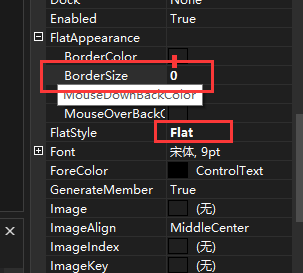 Dock None
Enabled True
FlatAppearance
BorderColor
BorderSize 0
MouseDownBackColor
MouseOverBackC
FlatStyle Flat
Font 宋体, 9pt
ForeColor ControlText
GenerateMember True
Image (无)
ImageAlign MiddleCenter
ImageIndex (无)
ImageKey (无)